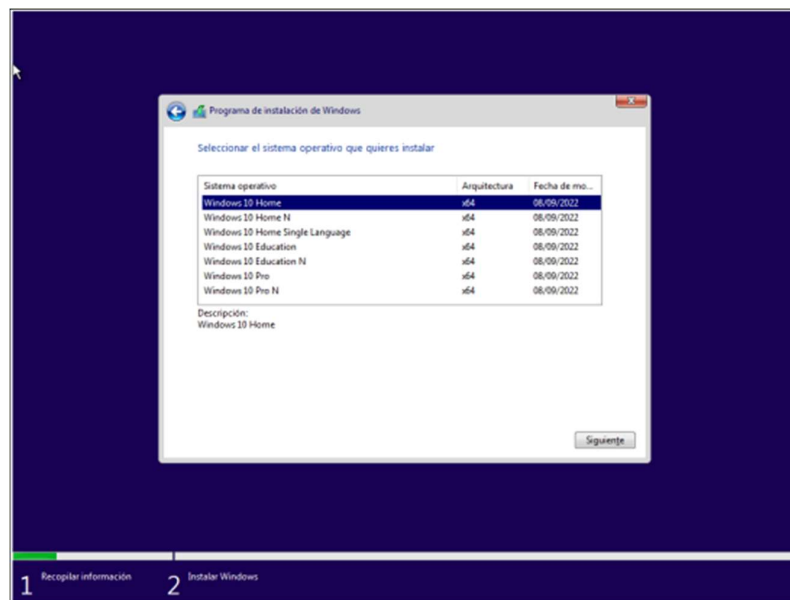 Programa de instalación de Windows
Seleccionar el sistema operativo que quieres instalar
Sistema operativo Arquitectura Fecha de mo...
Windows 10 Home x64 08/09/2022
Windows 10 Home N x64 08/09/2022
Windows 10 Home Single Language x64 08/09/2022
Windows 10 Education x64 08/09/2022
Windows 10 Education N x64 08/09/2022
Windows 10 Pro x64 08/09/2022
Windows 10 Pro N x64 08/09/2022
Descripción:
Windows 10 Home
Siguiente
1 Recopilar información 2 Instalar Windows